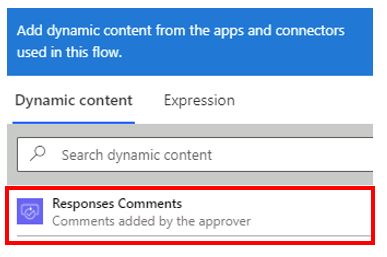 Add dynamic content from the apps and connectors
used in this flow.
Dynamic content Expression
Search dynamic content
Responses Comments
Comments added by the approver